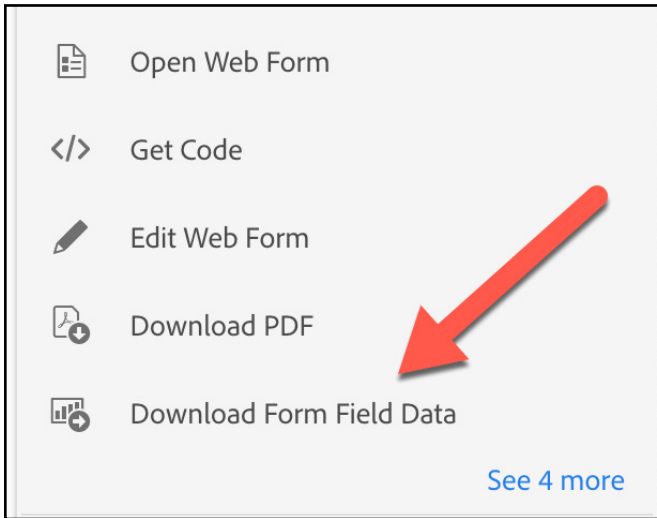 Open Web Form
Get Code
Edit Web Form
Download PDF
Download Form Field Data
See 4 more